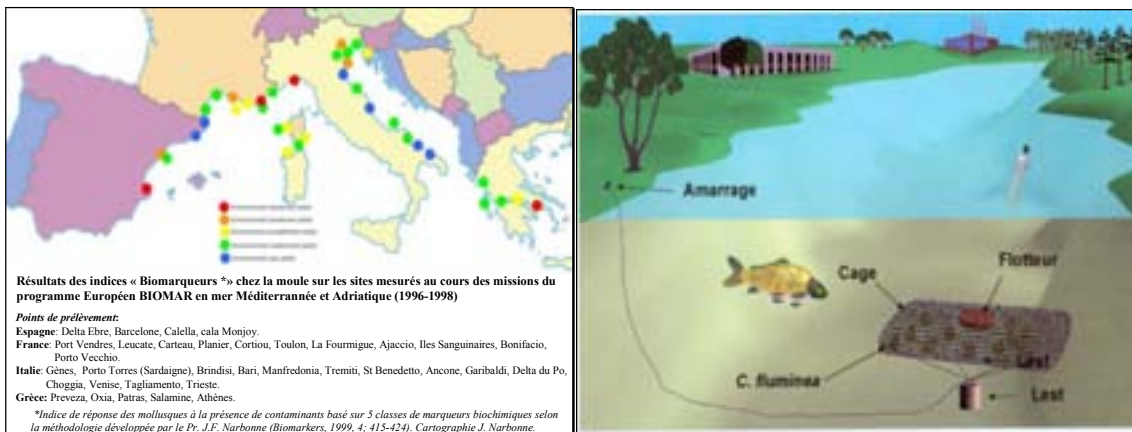 Résultats des indices « Biomarqueurs *» chez la moule sur les sites mesurés au cours des missions du
programme Européen BIOMAR en mer Méditerrannée et Adriatique (1996-1998)
Points de prélèvement:
Espagne: Delta Ebre, Barcelone, Calella, cala Monjoy.
France: Port Vendres, Leucate, Carteau, Planier, Cortiou, Toulon, La Fourmigue, Ajaccio, Iles Sanguinaires, Bonifacio,
Porto Vecchio.
Italie: Gènes, Porto Torres (Sardaigne), Brindisi, Bari, Manfredonia, Tremiti, St Benedetto, Ancone, Garibaldi, Delta du Po,
Choggia, Venise, Tagliamento, Trieste.
Grèce: Preveza, Oxia, Patras, Salamine, Athènes.
*Indice de réponse des mollusques à la présence de contaminants basé sur 5 classes de marqueurs biochimiques selon
la méthodologie développée par le Pr. J.F. Narbonne (Biomarkers, 1999, 4; 415-424). Cartographie J. Narbonne.
Amarrage
Flotteur
Cage
Lest
C. fluminea
Lest